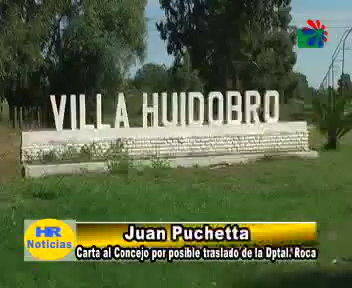 VILLA HUIDOBRO
Juan Puchetta
HR
Noticias
Carta al Concejo por posible traslado de la Dptal. Roca